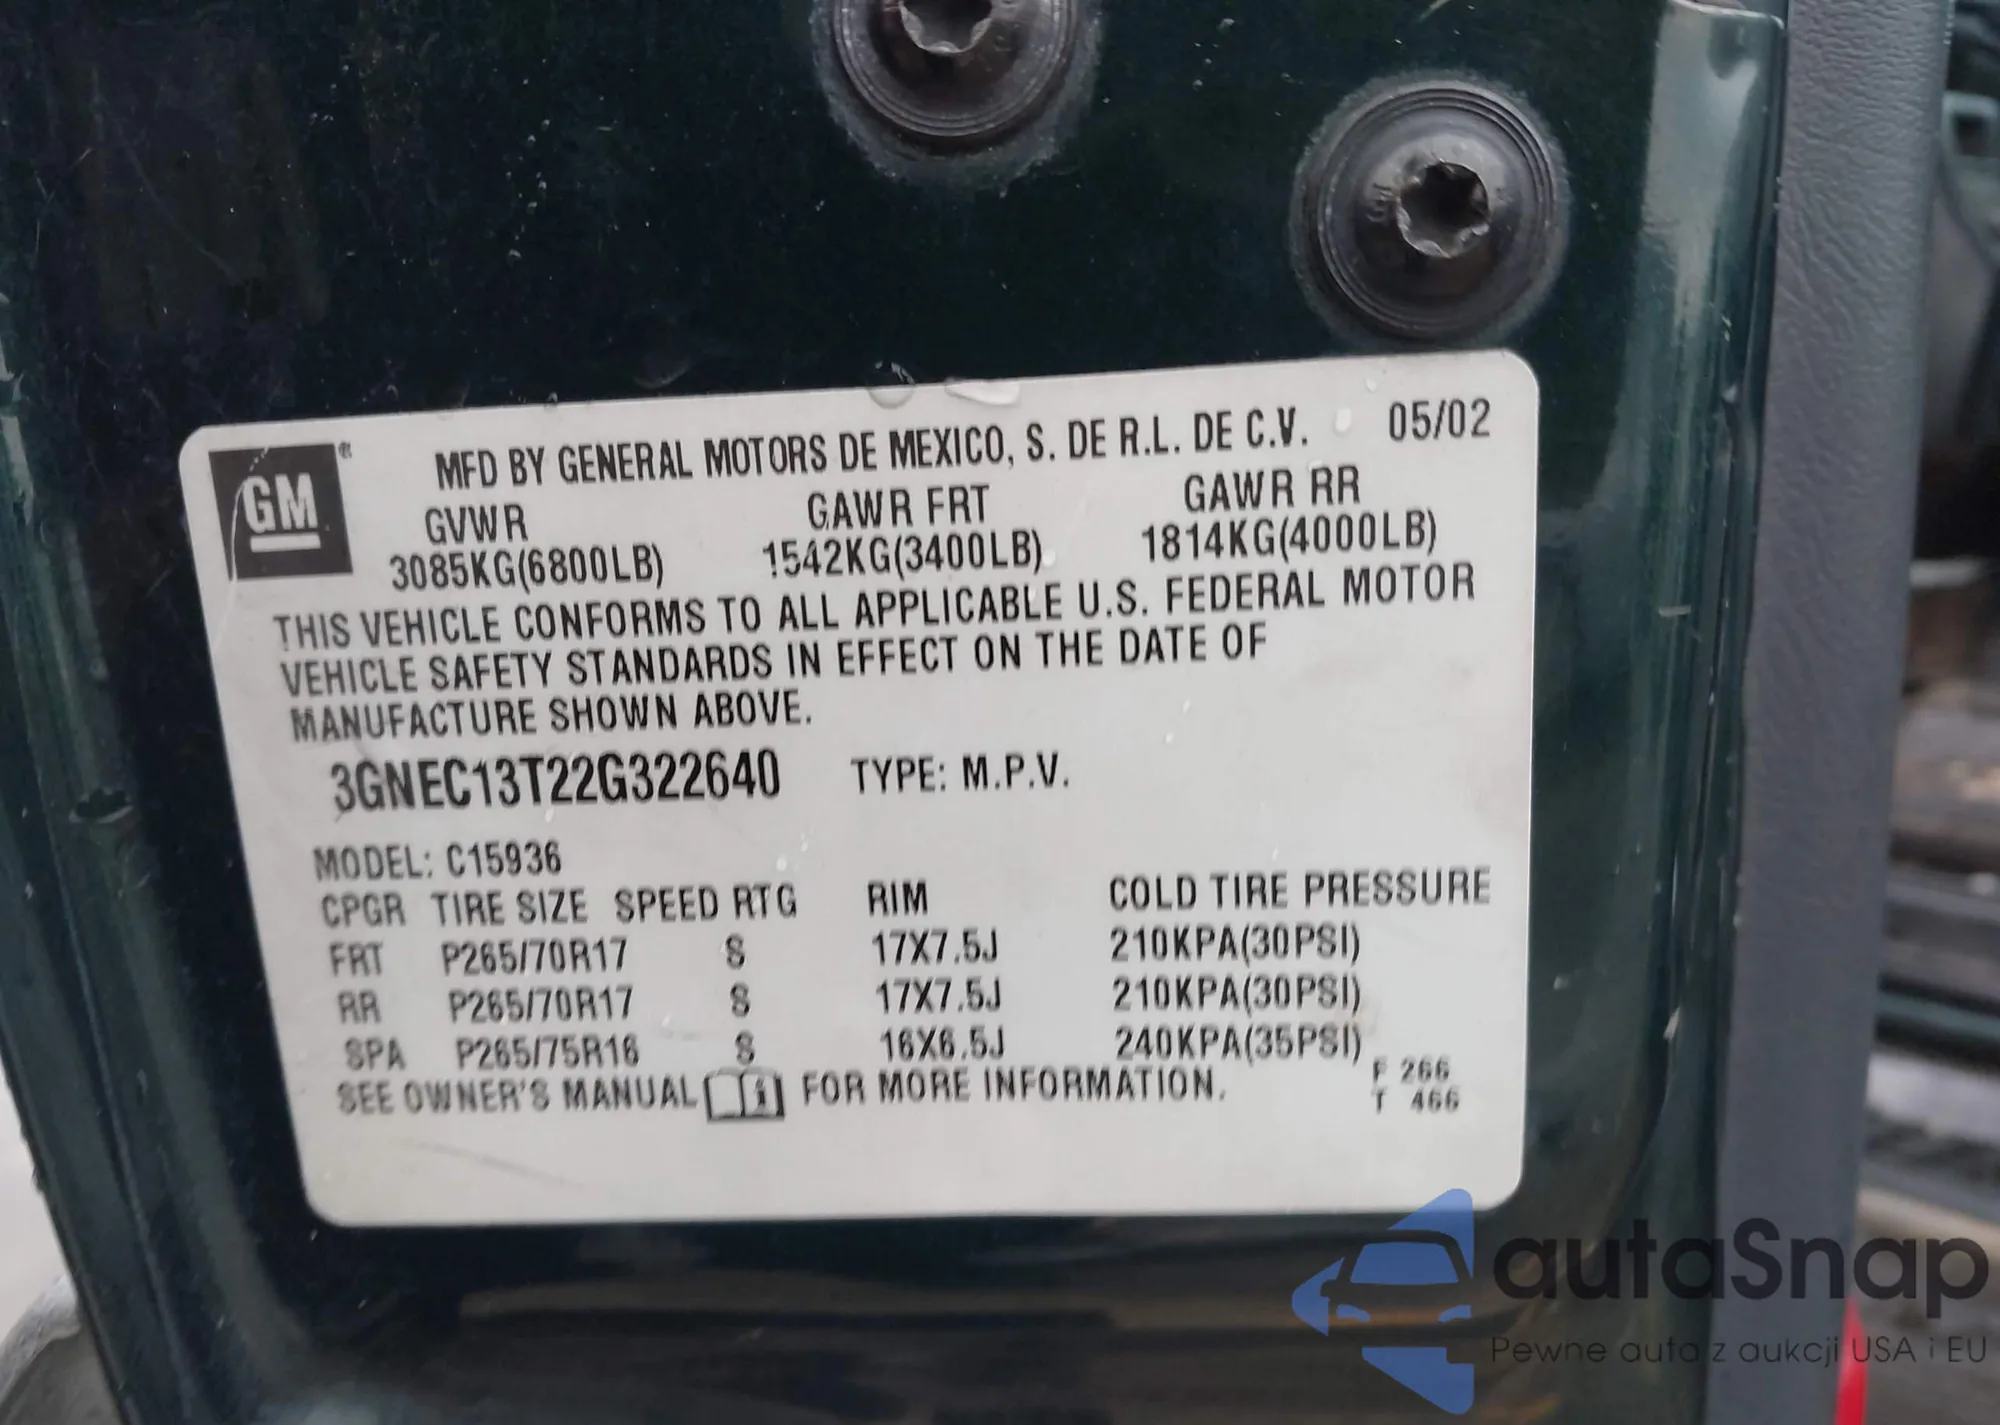 GM®
MFD BY GENERAL MOTORS DE MEXICO, S. DE R.L. DE C.V. 05/02
GVWR GAWR FRT GAWR RR
3085KG(6800LB) 1542KG(3400LB) 1814KG(4000LB)
THIS VEHICLE CONFORMS TO ALL APPLICABLE U.S. FEDERAL MOTOR
VEHICLE SAFETY STANDARDS IN EFFECT ON THE DATE OF
MANUFACTURE SHOWN ABOVE.
3GNEC13T22G322640 TYPE: M.P.V.
MODEL: C15936
CPGR TIRE SIZE SPEED RTG RIM COLD TIRE PRESSURE
FRT P265/70R17 S 17X7.5J 210KPA(30PSI)
RR P265/70R17 S 17X7.5J 210KPA(30PSI)
SPA P265/75R16 S 16X6.5J 240KPA(35PSI)
SEE OWNER'S MANUAL FOR MORE INFORMATION.
F 266
T 466
autaSnap
Pewne auta z aukcji USA i EU